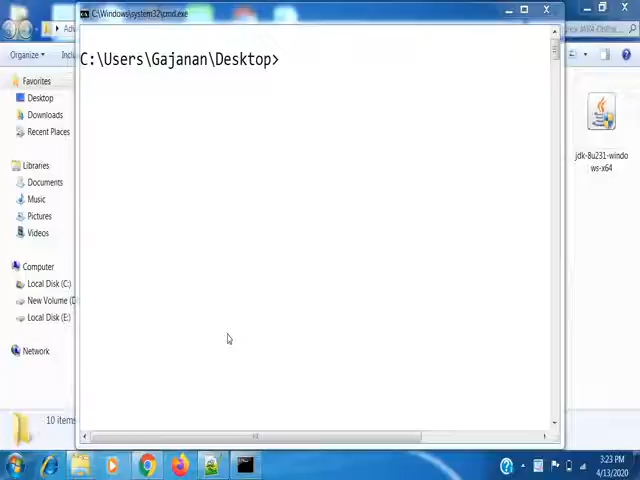 C:\Windows\system32\cmd.exe
C:\Users\Gajanan\Desktop>
Organize
Favorites
Desktop
Downloads
Recent Places
Libraries
Documents
Music
Pictures
Videos
Computer
Local Disk (C:)
New Volume (D
Local Disk (E:)
Network
10 items
jdk-8u231-windo
ws-x64
3:23 PM
4/13/2020